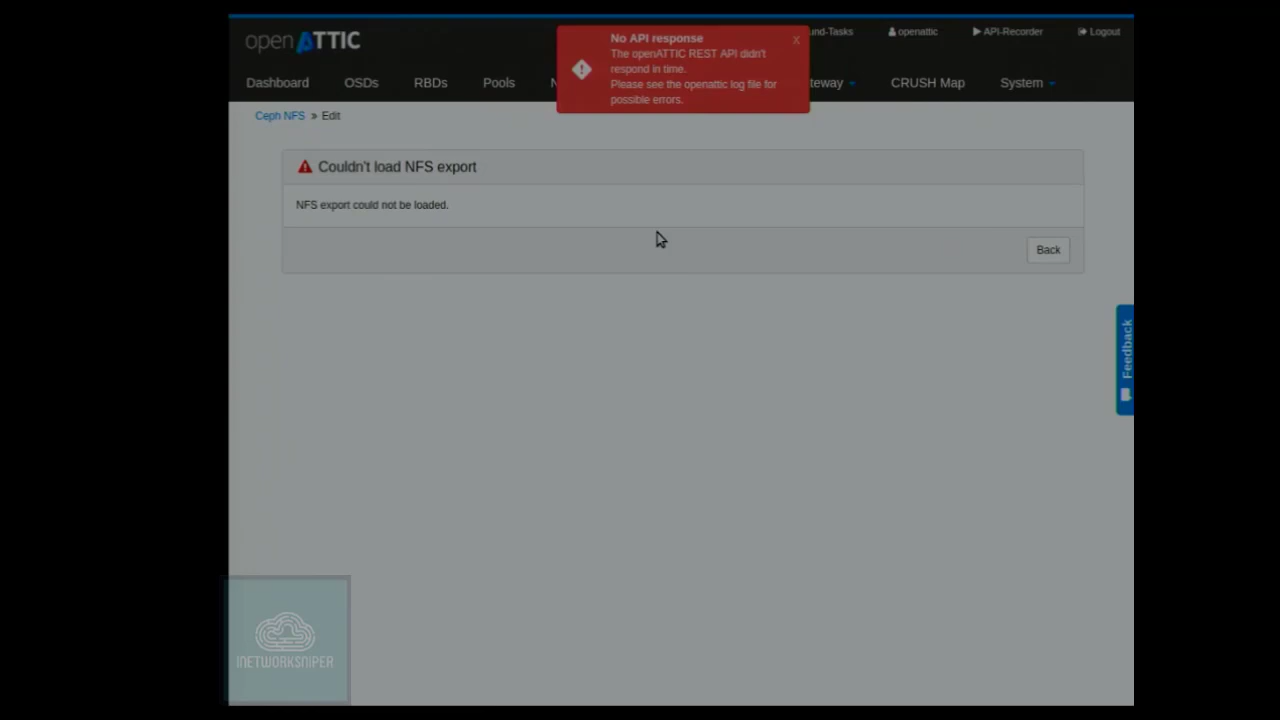 openATTIC
und-Tasks
openattic
API-Recorder
Logout
No API response
x
The openATTIC REST API didn't
respond in time.
Please see the openattic log file for
possible errors.
Dashboard
OSDs
RBDs
Pools
N
teway
CRUSH Map
System
Ceph NFS » Edit
Couldn't load NFS export
NFS export could not be loaded.
Back
Feedback
INETWORKSNIPER